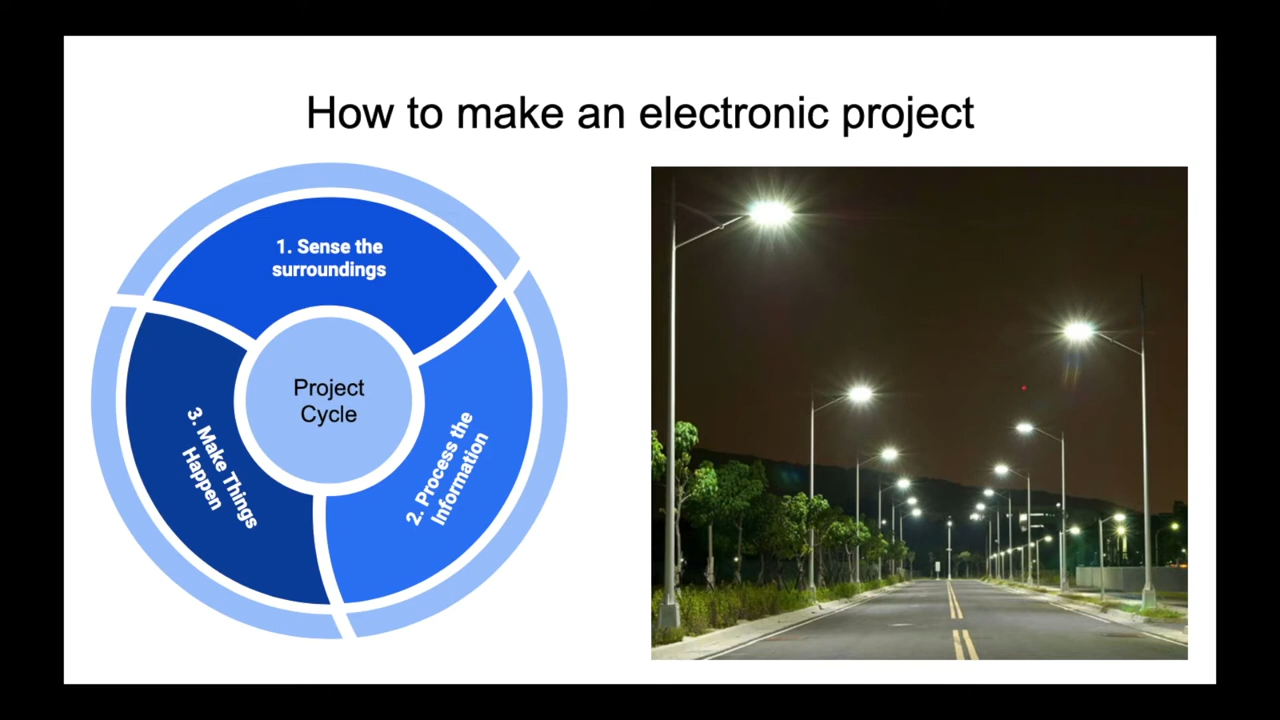 How to make an electronic project
1. Sense the
surroundings
Project
Cycle
2. Process the
Information
3. Make Things
Happen